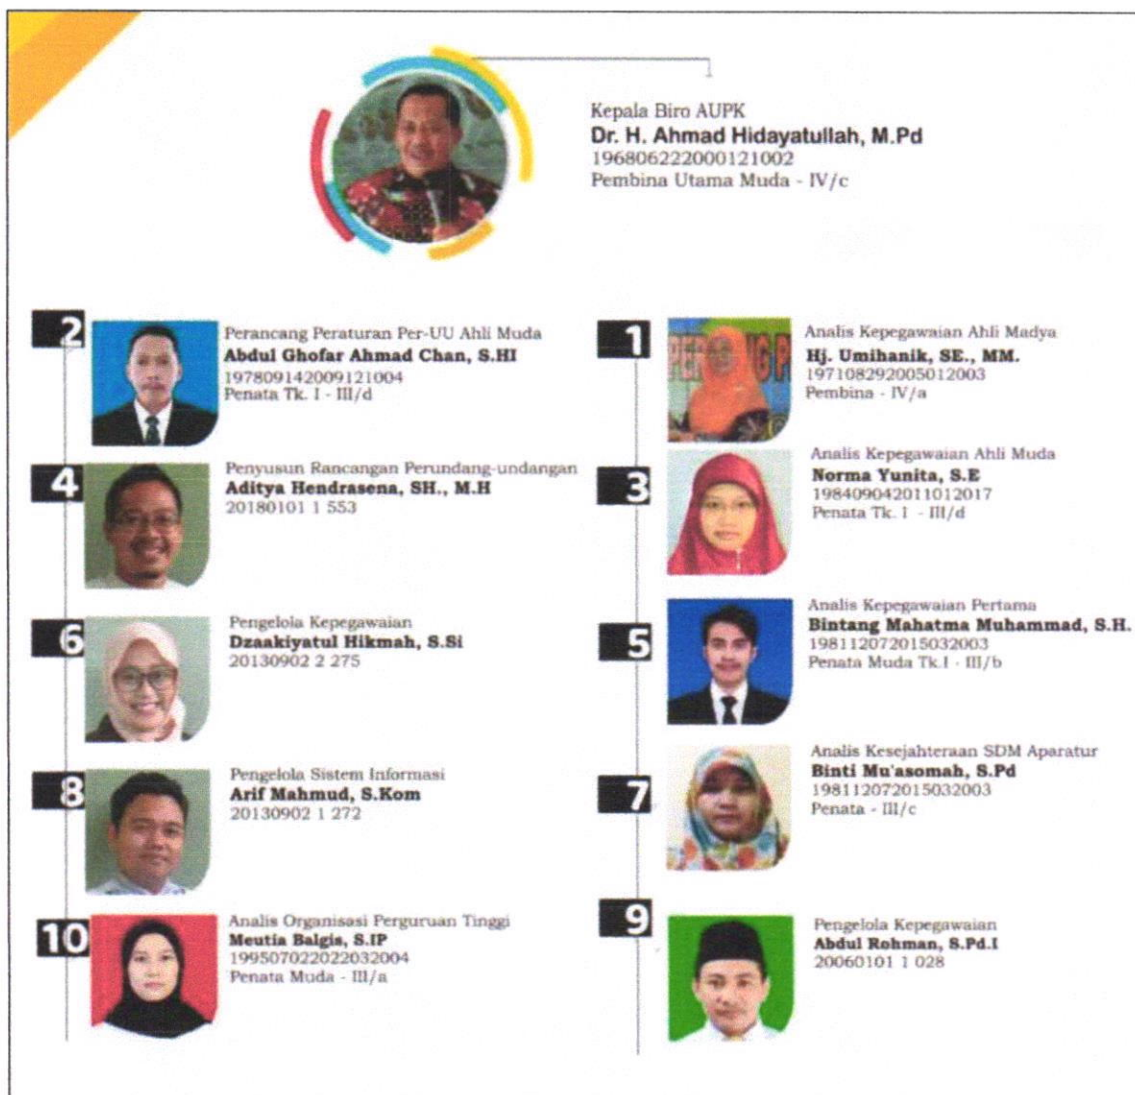 Kepala Biro AUPK
Dr. H. Ahmad Hidayatullah, M.Pd
196806222000121002
Pembina Utama Muda - IV/c
2
Perancang Peraturan Per-UU Ahli Muda
Abdul Ghofar Ahmad Chan, S.HI
197809142009121004
Penata Tk. I - III/d
1
Analis Kepegawaian Ahli Madya
Hj. Umihanik, SE., MM.
197108292005012003
Pembina - IV/a
4
Penyusun Rancangan Perundang-undangan
Aditya Hendrasena, SH., M.H
20180101 1 553
3
Analis Kepegawaian Ahli Muda
Norma Yunita, S.E
198409042011012017
Penata Tk. I - III/d
6
Pengelola Kepegawaian
Dzaakiyatul Hikmah, S.Si
20130902 2 275
5
Analis Kepegawaian Pertama
Bintang Mahatma Muhammad, S.H.
198112072015032003
Penata Muda Tk.I - III/b
8
Pengelola Sistem Informasi
Arif Mahmud, S.Kom
20130902 1 272
7
Analis Kesejahteraan SDM Aparatur
Binti Mu'asomah, S.Pd
198112072015032003
Penata - III/c
10
Analis Organisasi Perguruan Tinggi
Meutia Balgis, S.IP
199507022022032004
Penata Muda - III/a
9
Pengelola Kepegawaian
Abdul Rohman, S.Pd.I
20060101 1 028